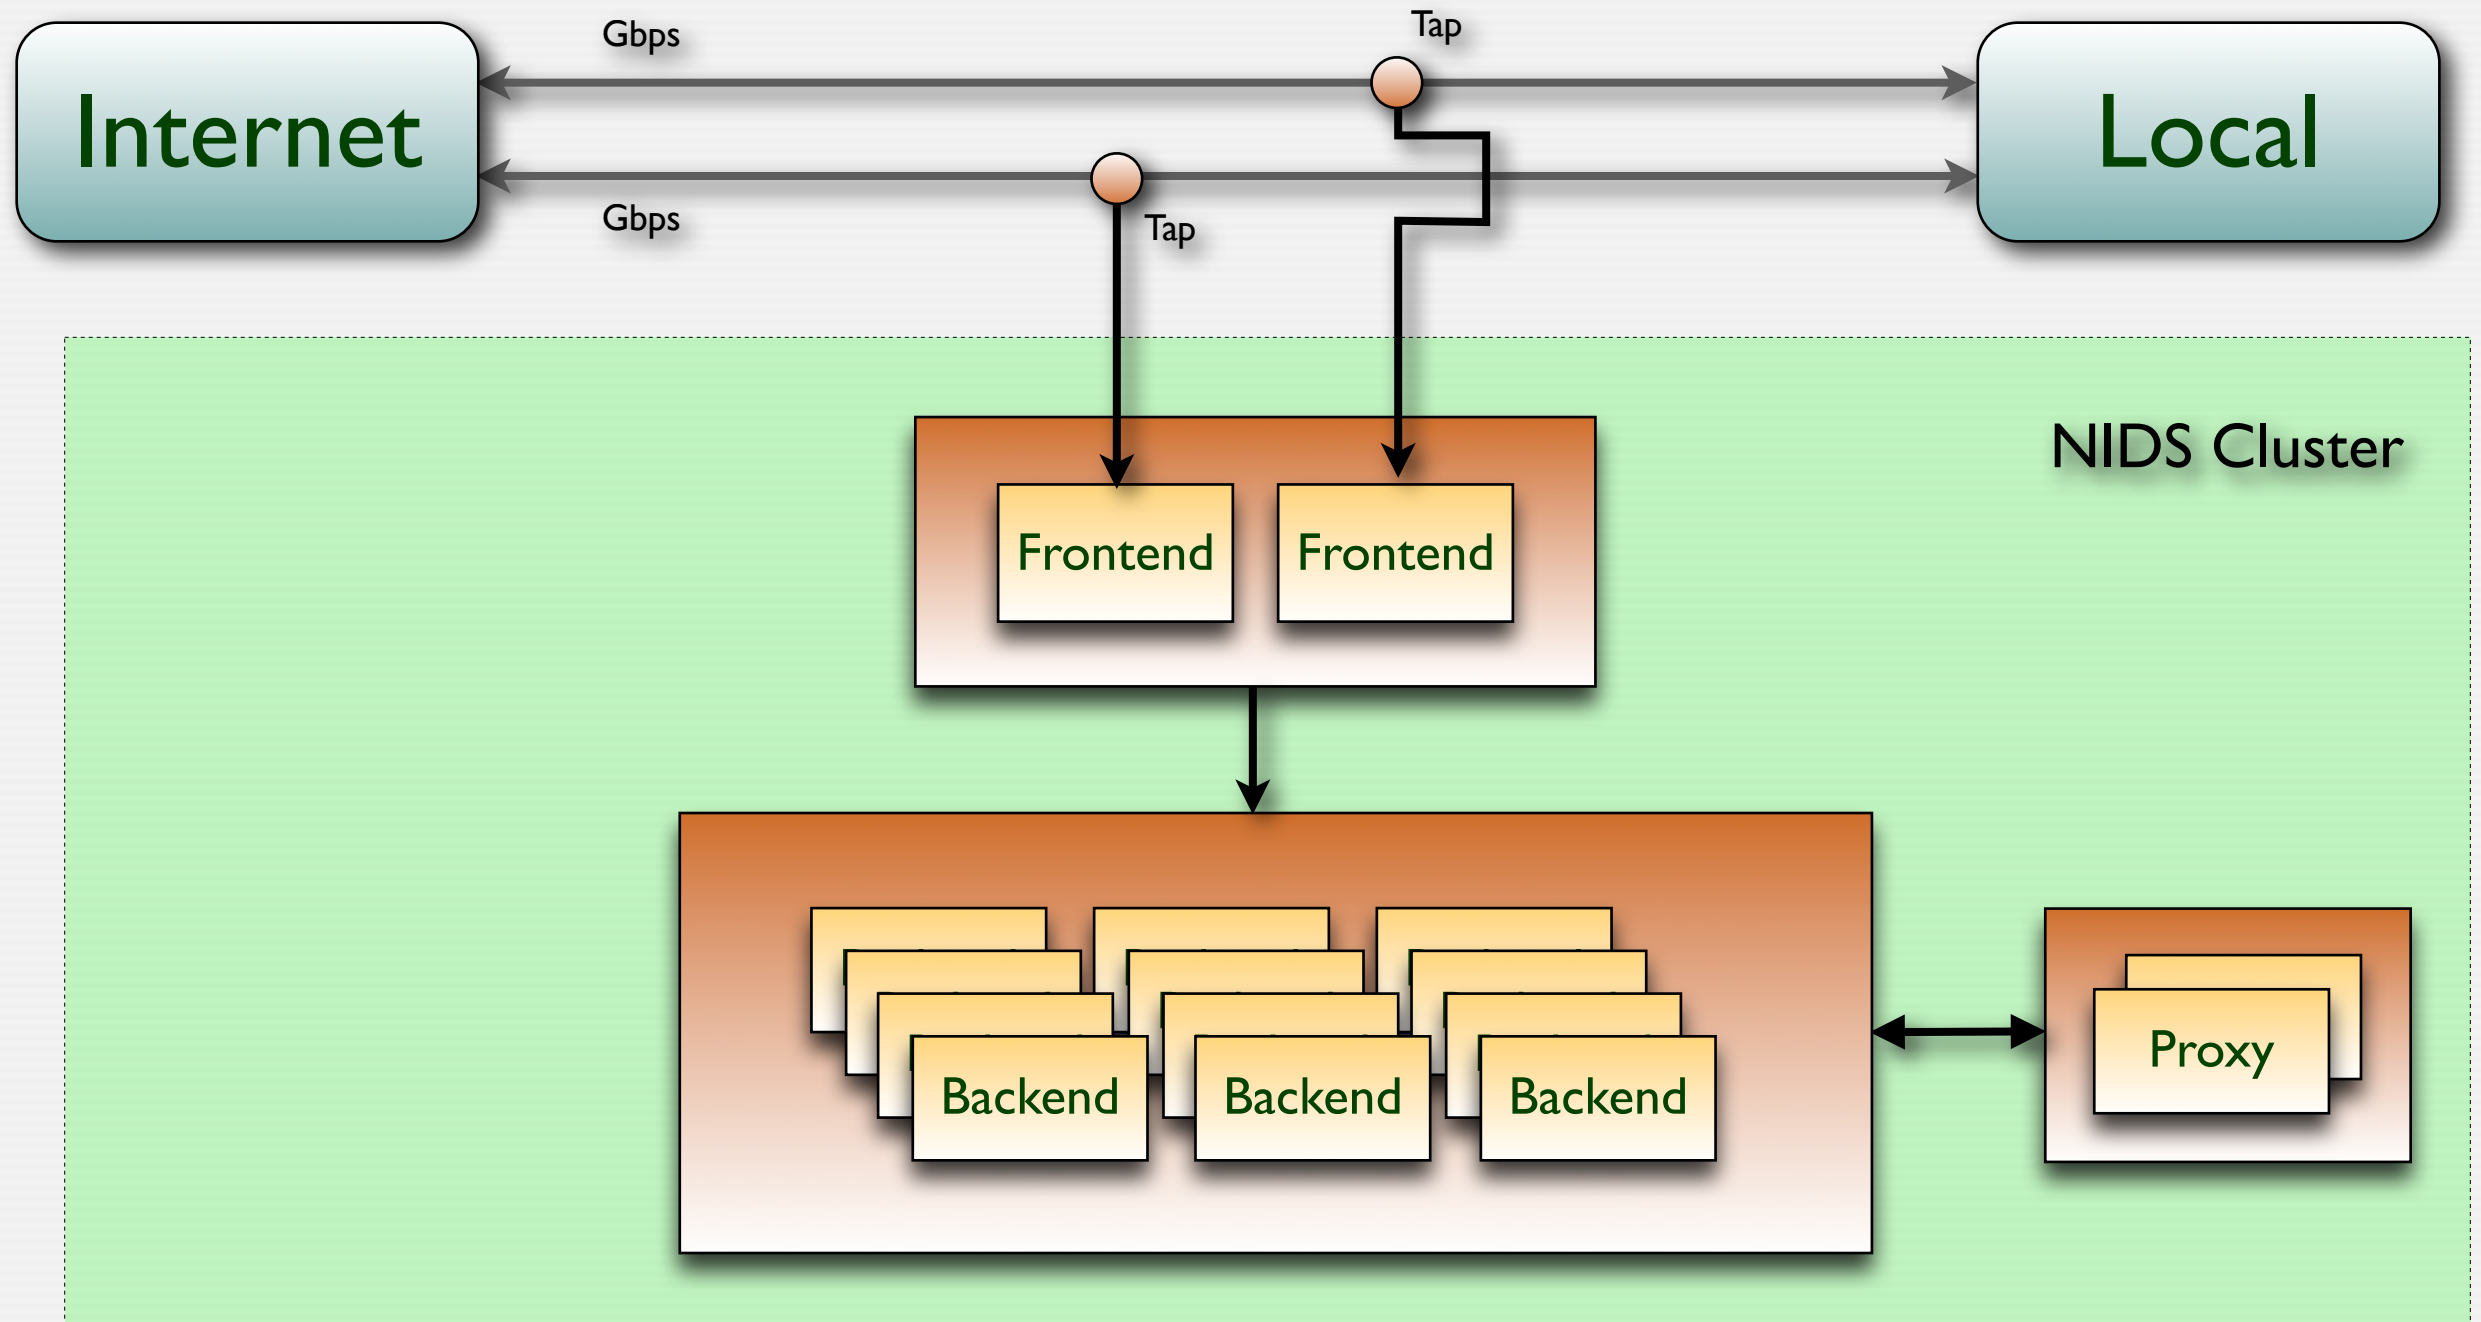 Gbps
Tap
Internet
Local
Gbps
Tap
NIDS Cluster
Frontend
Frontend
Backend
Backend
Backend
Proxy